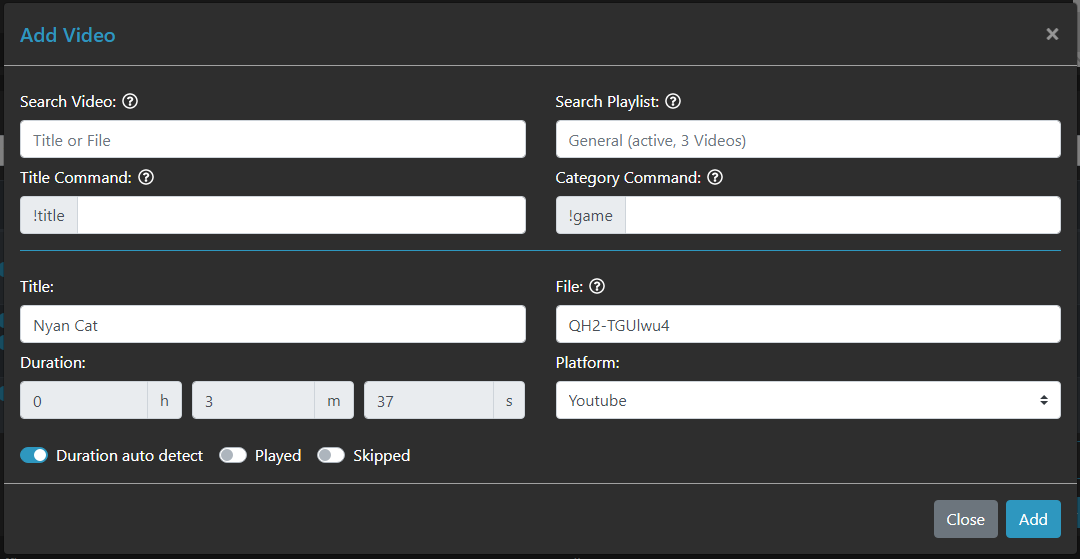 Add Video
×
Search Video:
Search Playlist:
Title or File
General (active, 3 Videos)
Title Command:
Category Command:
!title
!game
Title:
File:
Nyan Cat
QH2-TGUlwu4
Duration:
Platform:
0 h 3 m 37 s
Youtube
Duration auto detect Played Skipped
Close Add